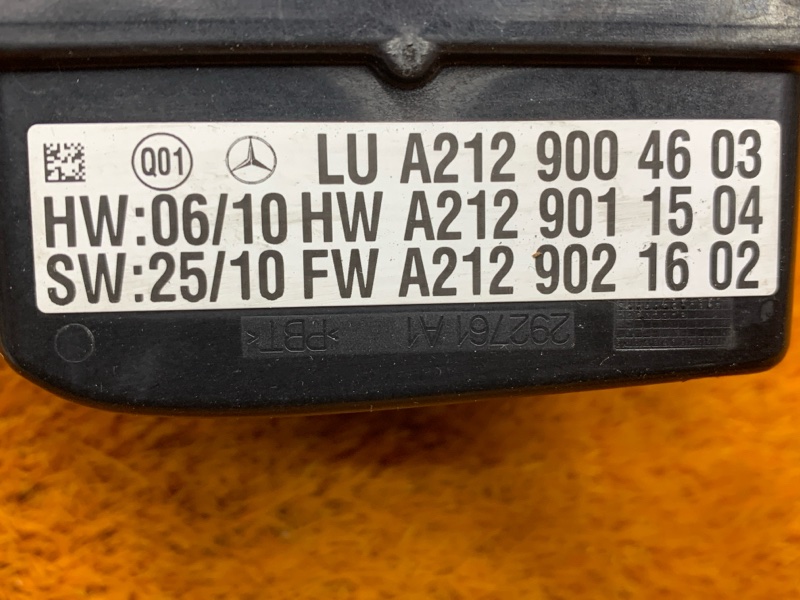 Q01 LU A212 900 46 03
HW:06/10 HW A212 901 15 04
SW:25/10 FW A212 902 16 02
292761A1 >PBT<